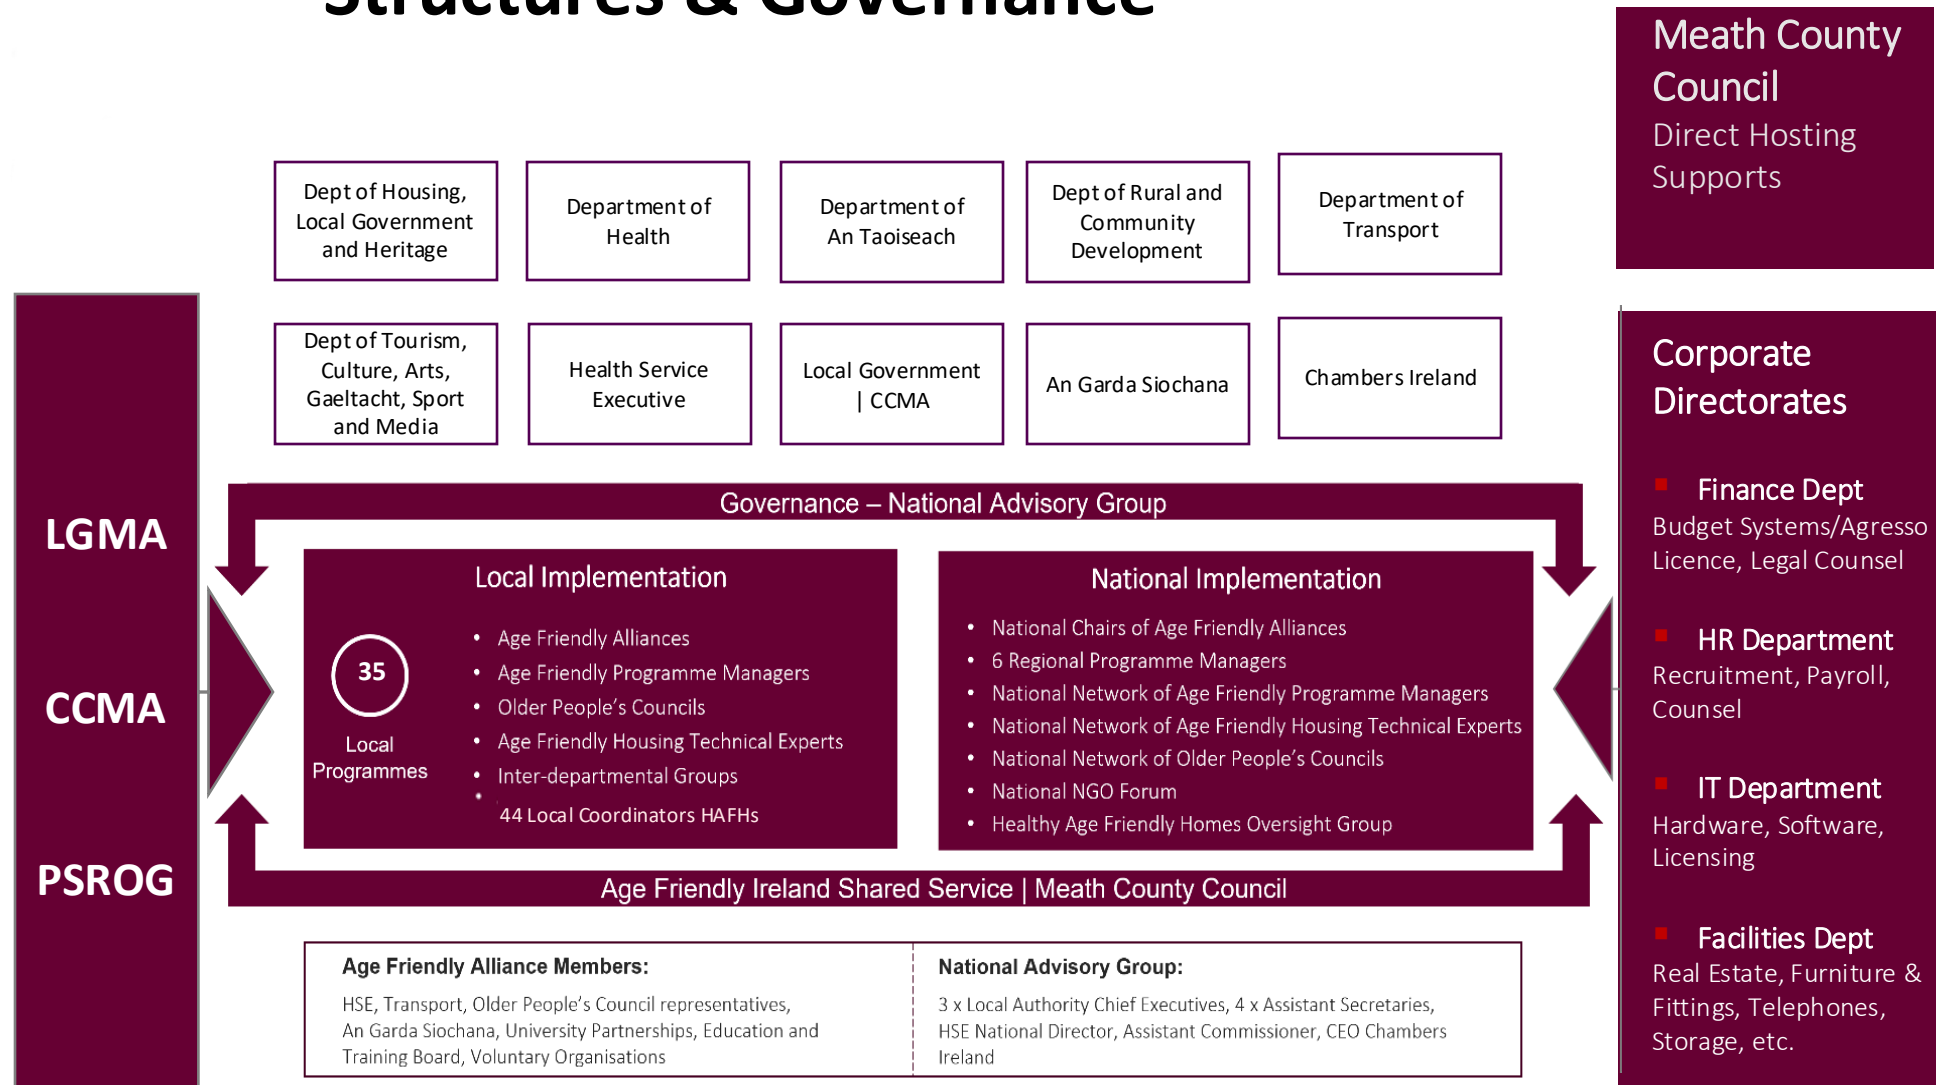 Structures & Governance
Meath County
Council
Direct Hosting
Supports
Dept of Housing,
Local Government
and Heritage
Department of
Health
Department of
An Taoiseach
Dept of Rural and
Community
Development
Department of
Transport
Dept of Tourism,
Culture, Arts,
Gaeltacht, Sport
and Media
Health Service
Executive
Local Government
| CCMA
An Garda Siochana
Chambers Ireland
LGMA
CCMA
PSROG
Governance – National Advisory Group
Local Implementation
35
Local
Programmes
• Age Friendly Alliances
• Age Friendly Programme Managers
• Older People’s Councils
• Age Friendly Housing Technical Experts
• Inter-departmental Groups
• 44 Local Coordinators HAFHs
National Implementation
• National Chairs of Age Friendly Alliances
• 6 Regional Programme Managers
• National Network of Age Friendly Programme Managers
• National Network of Age Friendly Housing Technical Experts
• National Network of Older People’s Councils
• National NGO Forum
• Healthy Age Friendly Homes Oversight Group
Age Friendly Ireland Shared Service | Meath County Council
Age Friendly Alliance Members:
HSE, Transport, Older People’s Council representatives,
An Garda Siochana, University Partnerships, Education and
Training Board, Voluntary Organisations
National Advisory Group:
3 x Local Authority Chief Executives, 4 x Assistant Secretaries,
HSE National Director, Assistant Commissioner, CEO Chambers
Ireland
Corporate
Directorates
▪ Finance Dept
Budget Systems/Agresso
Licence, Legal Counsel
▪ HR Department
Recruitment, Payroll,
Counsel
▪ IT Department
Hardware, Software,
Licensing
▪ Facilities Dept
Real Estate, Furniture &
Fittings, Telephones,
Storage, etc.